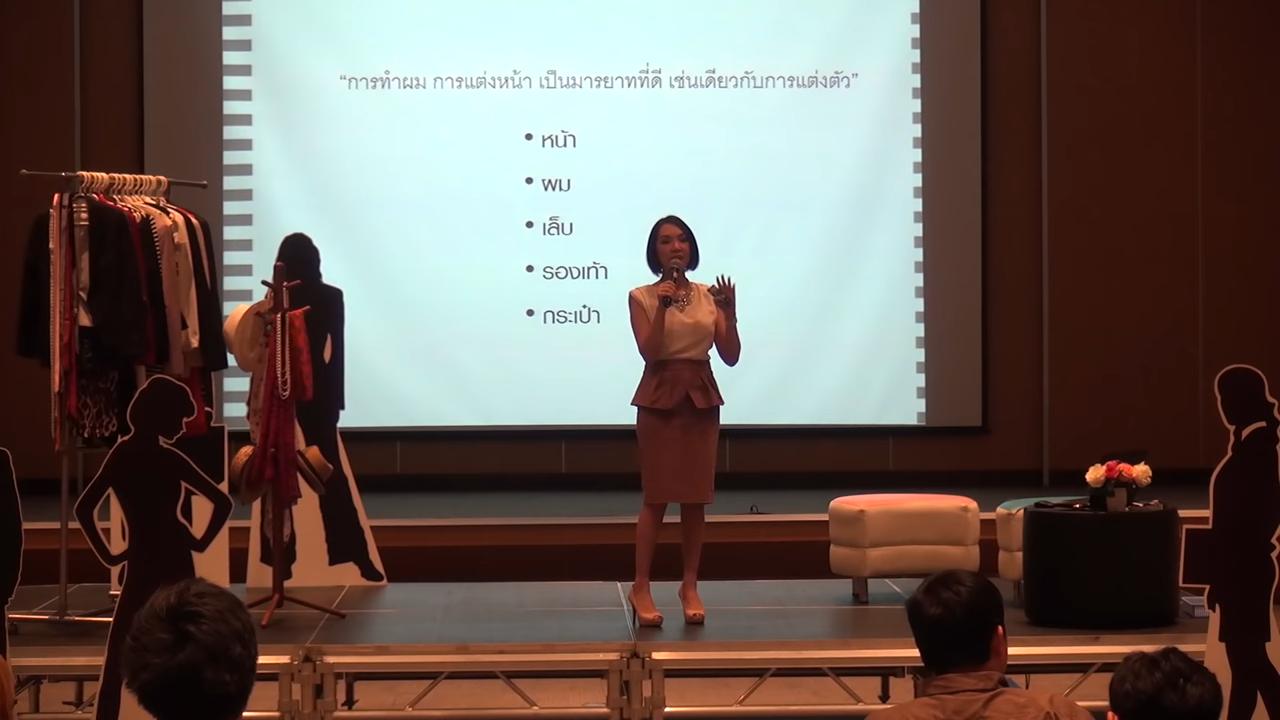 “การทำผม การแต่งหน้า เป็นมารยาทที่ดี เช่นเดียวกับการแต่งตัว”
• หน้า
• ผม
• เล็บ
• รองเท้า
• กระเป๋า